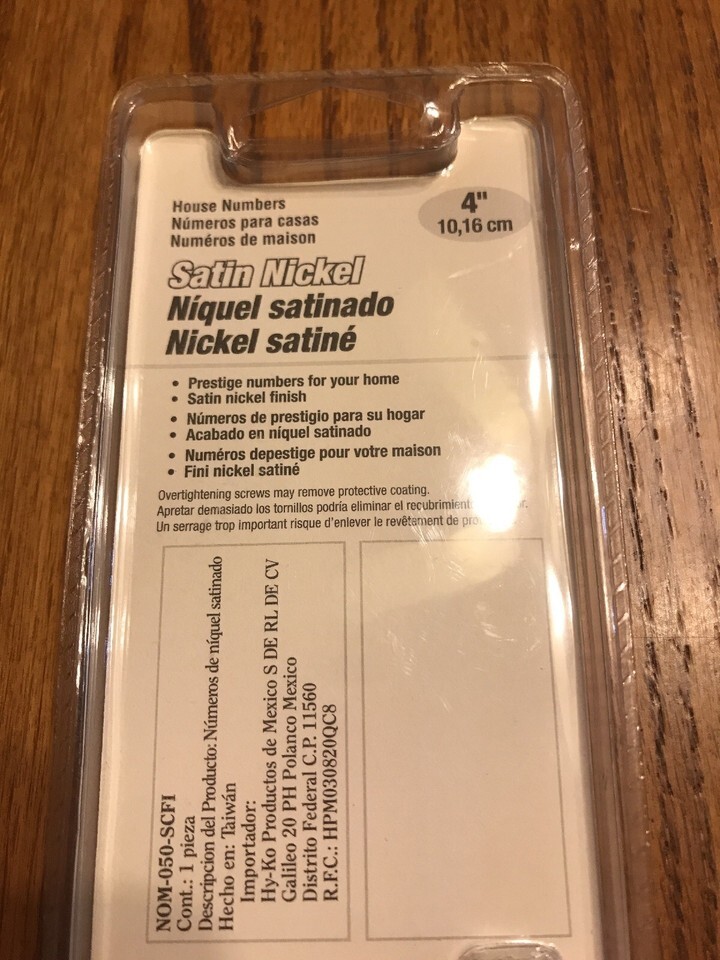 House Numbers
Números para casas
Numéros de maison
4"
10,16 cm
Satin Nickel
Níquel satinado
Nickel satiné
• Prestige numbers for your home
• Satin nickel finish
• Números de prestigio para su hogar
• Acabado en níquel satinado
• Numéros depestige pour votre maison
• Fini nickel satiné
Overtightening screws may remove protective coating.
Apretar demasiado los tornillos podría eliminar el
Un serrage trop important risque d'enlever le revêtement de
NOM-050-SCFI
Cont.: 1 pieza
Descripcion del Producto: Números de níquel satinado
Hecho en: Taiwán
Importador:
Hy-Ko Productos de Mexico S DE RL DE CV
Galileo 20 PH Polanco Mexico
Distrito Federal C.P. 11560
R.F.C.: HPM030820QC8